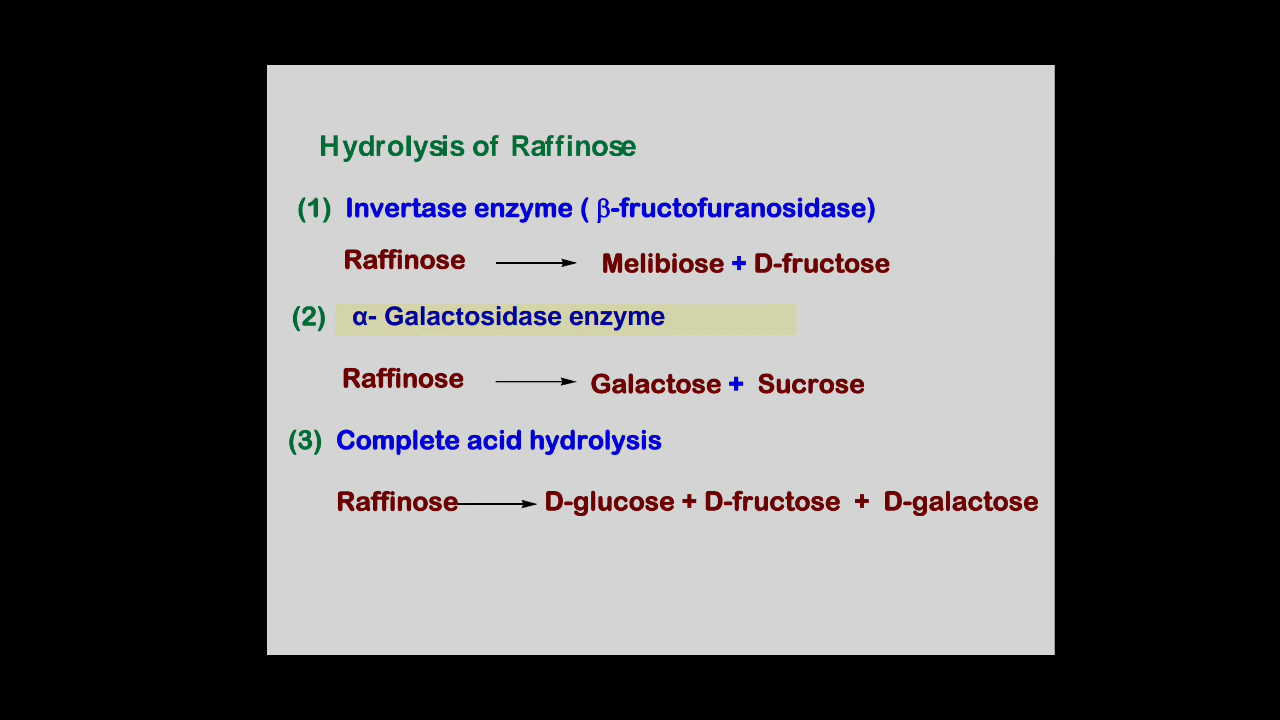 Hydrolysis of Raffinose
(1) Invertase enzyme ( β-fructofuranosidase)
Raffinose Melibiose + D-fructose
(2) α- Galactosidase enzyme
Raffinose Galactose + Sucrose
(3) Complete acid hydrolysis
Raffinose D-glucose + D-fructose + D-galactose